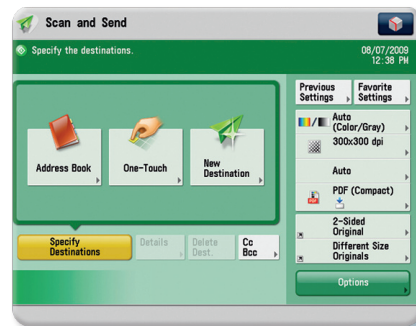 Scan and Send
Specify the destinations.
08/07/2009
12:38 PM
Previous
Settings
Favorite
Settings
Address Book
One-Touch
New
Destination
Auto
(Color/Gray)
300x300 dpi
Auto
PDF (Compact)
2-Sided
Original
Different Size
Originals
Specify
Destinations
Details
Delete
Dest.
Cc
Bcc
Options